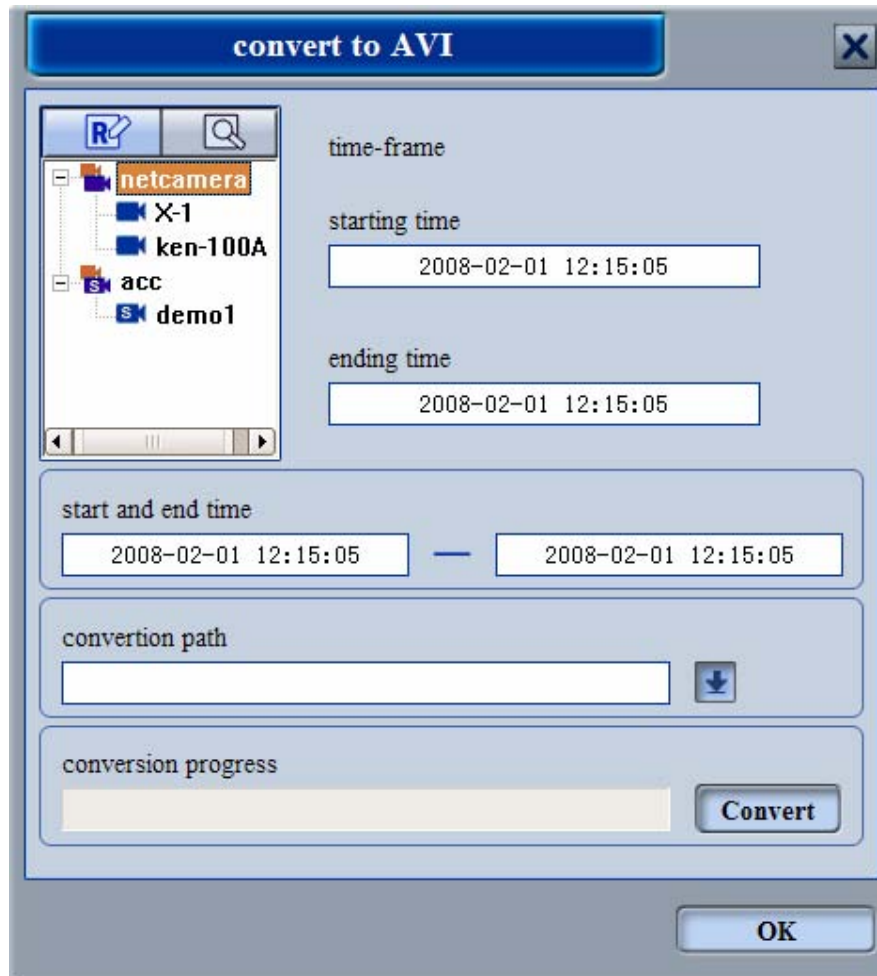 convert to AVI
R
netcamera
X-1
ken-100A
S acc
S demo1
time-frame
starting time
2008-02-01 12:15:05
ending time
2008-02-01 12:15:05
start and end time
2008-02-01 12:15:05 — 2008-02-01 12:15:05
convertion path
conversion progress
Convert
OK